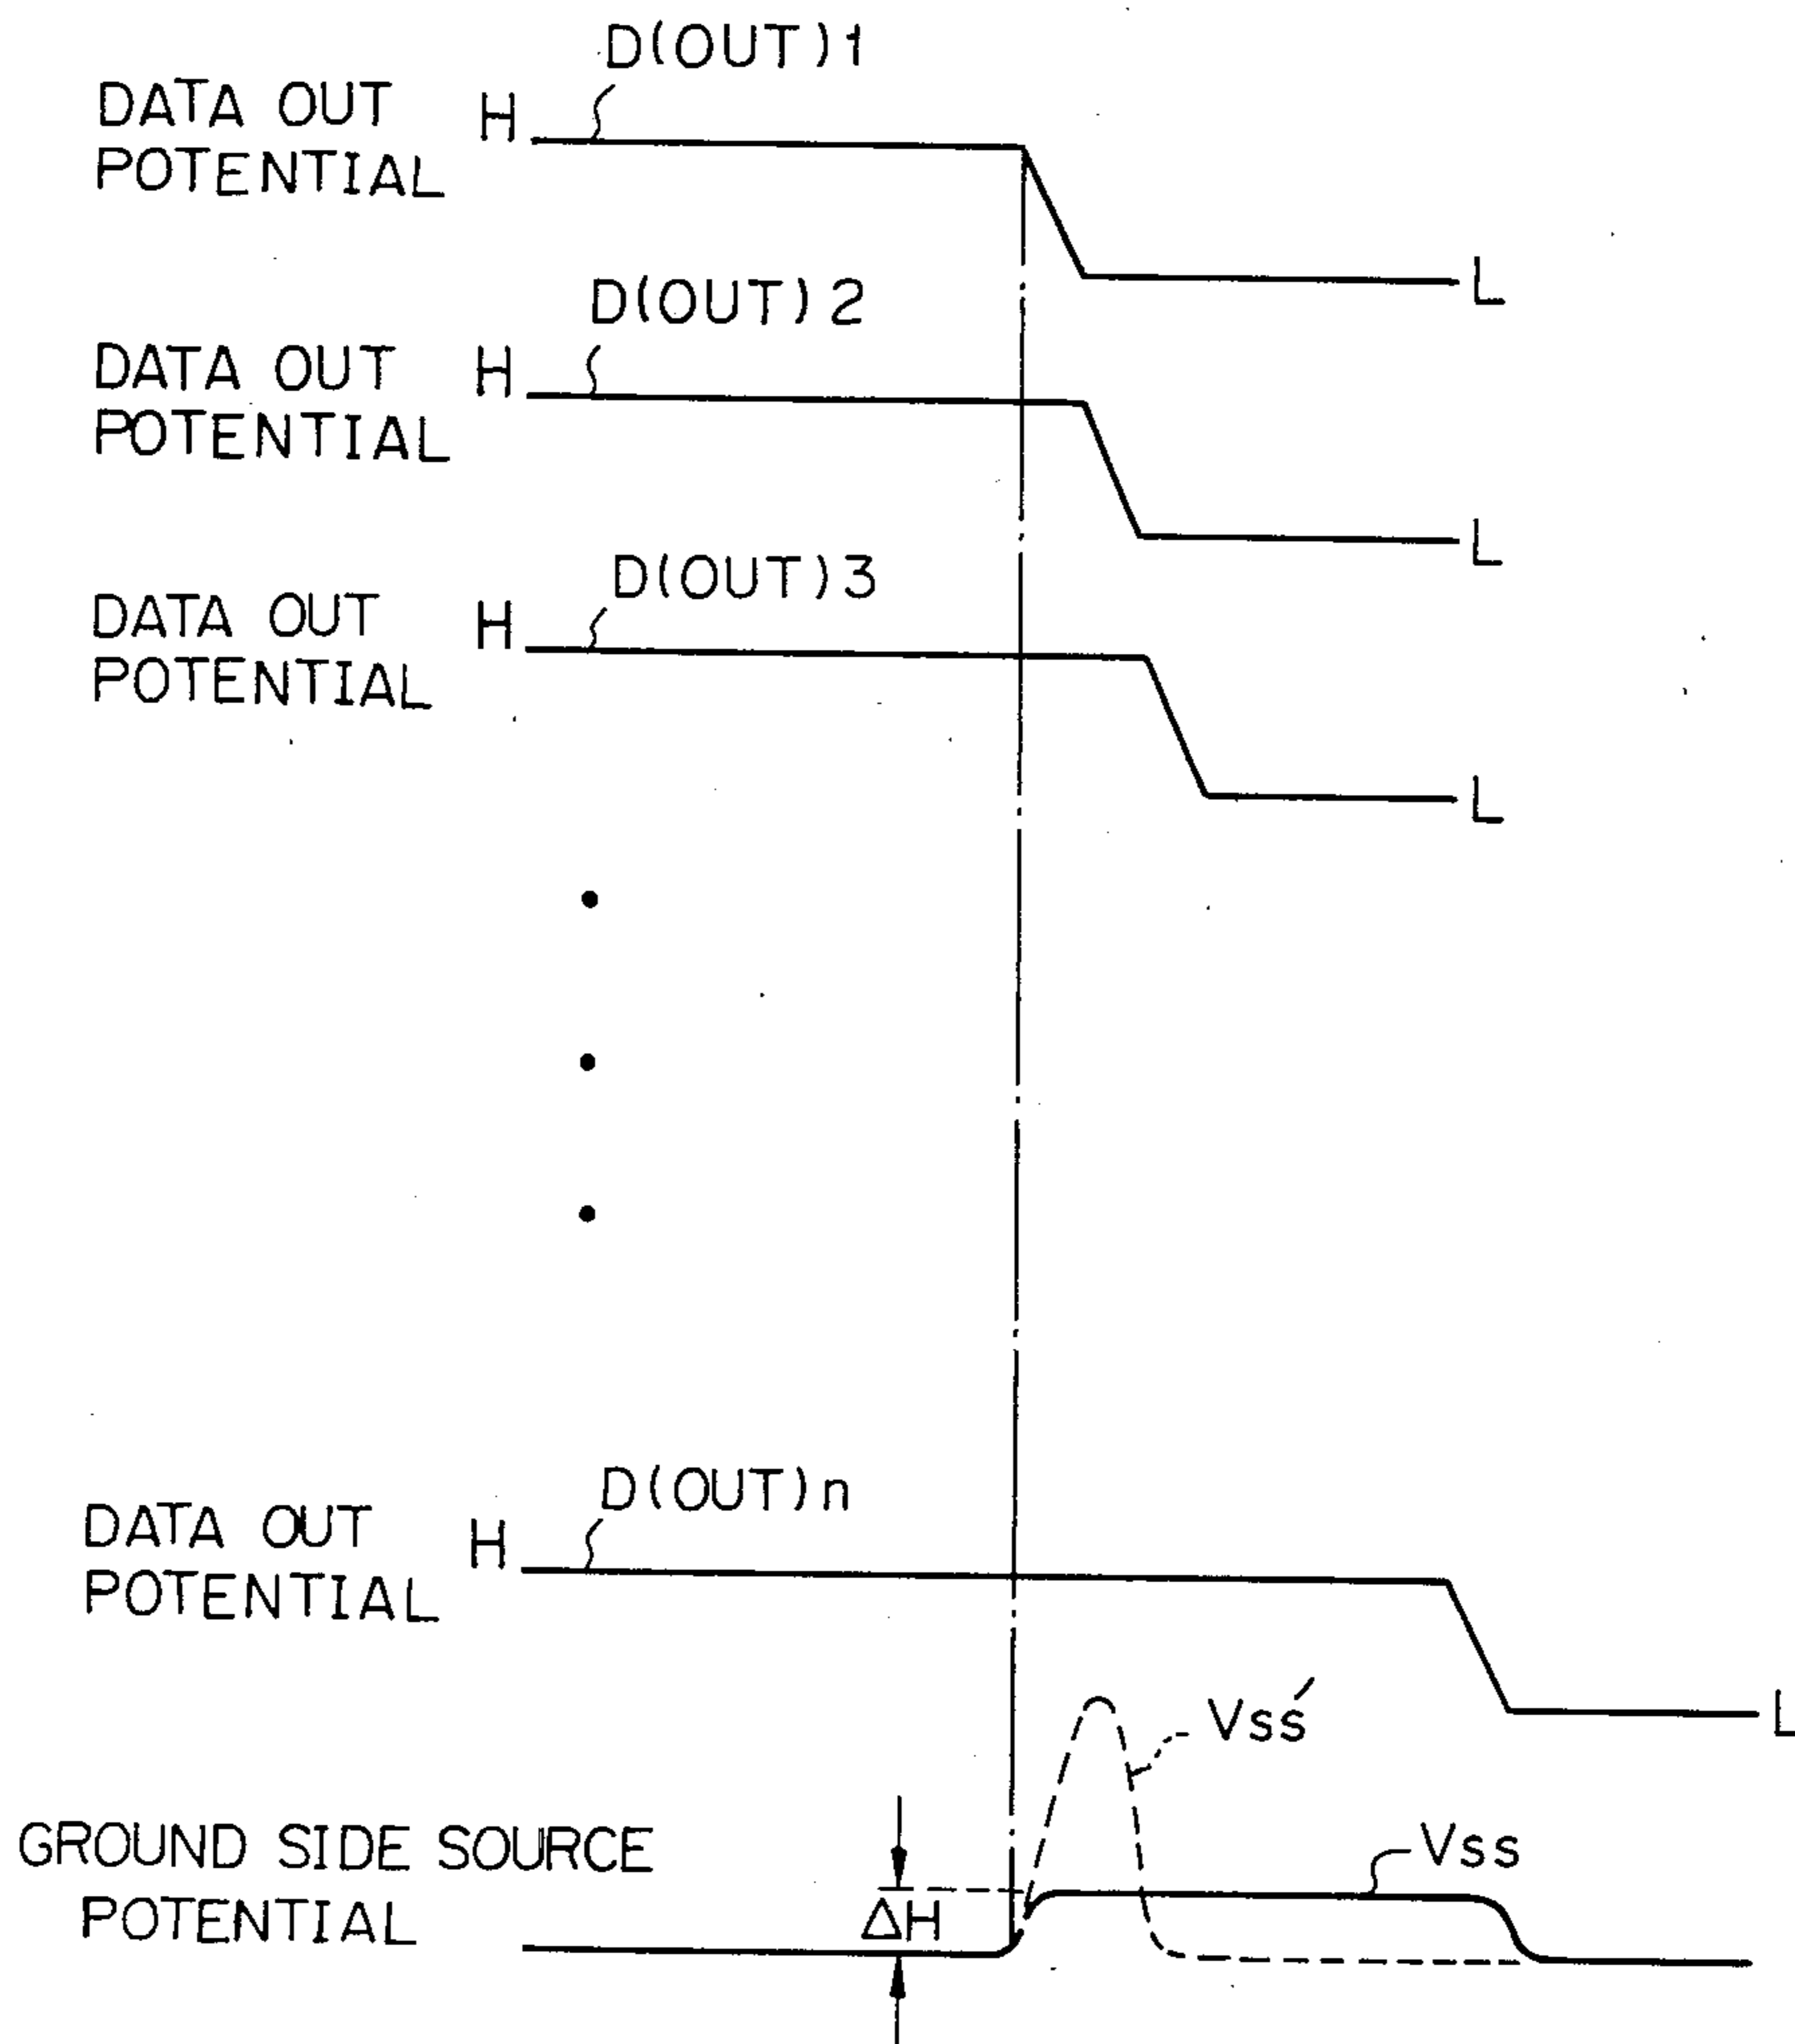 D(OUT)1
DATA OUT
POTENTIAL
H
L
D(OUT)2
DATA OUT
POTENTIAL
H
L
D(OUT)3
DATA OUT
POTENTIAL
H
L
D(OUT)n
DATA OUT
POTENTIAL
H
L
Vss'
GROUND SIDE SOURCE
POTENTIAL
ΔH
Vss